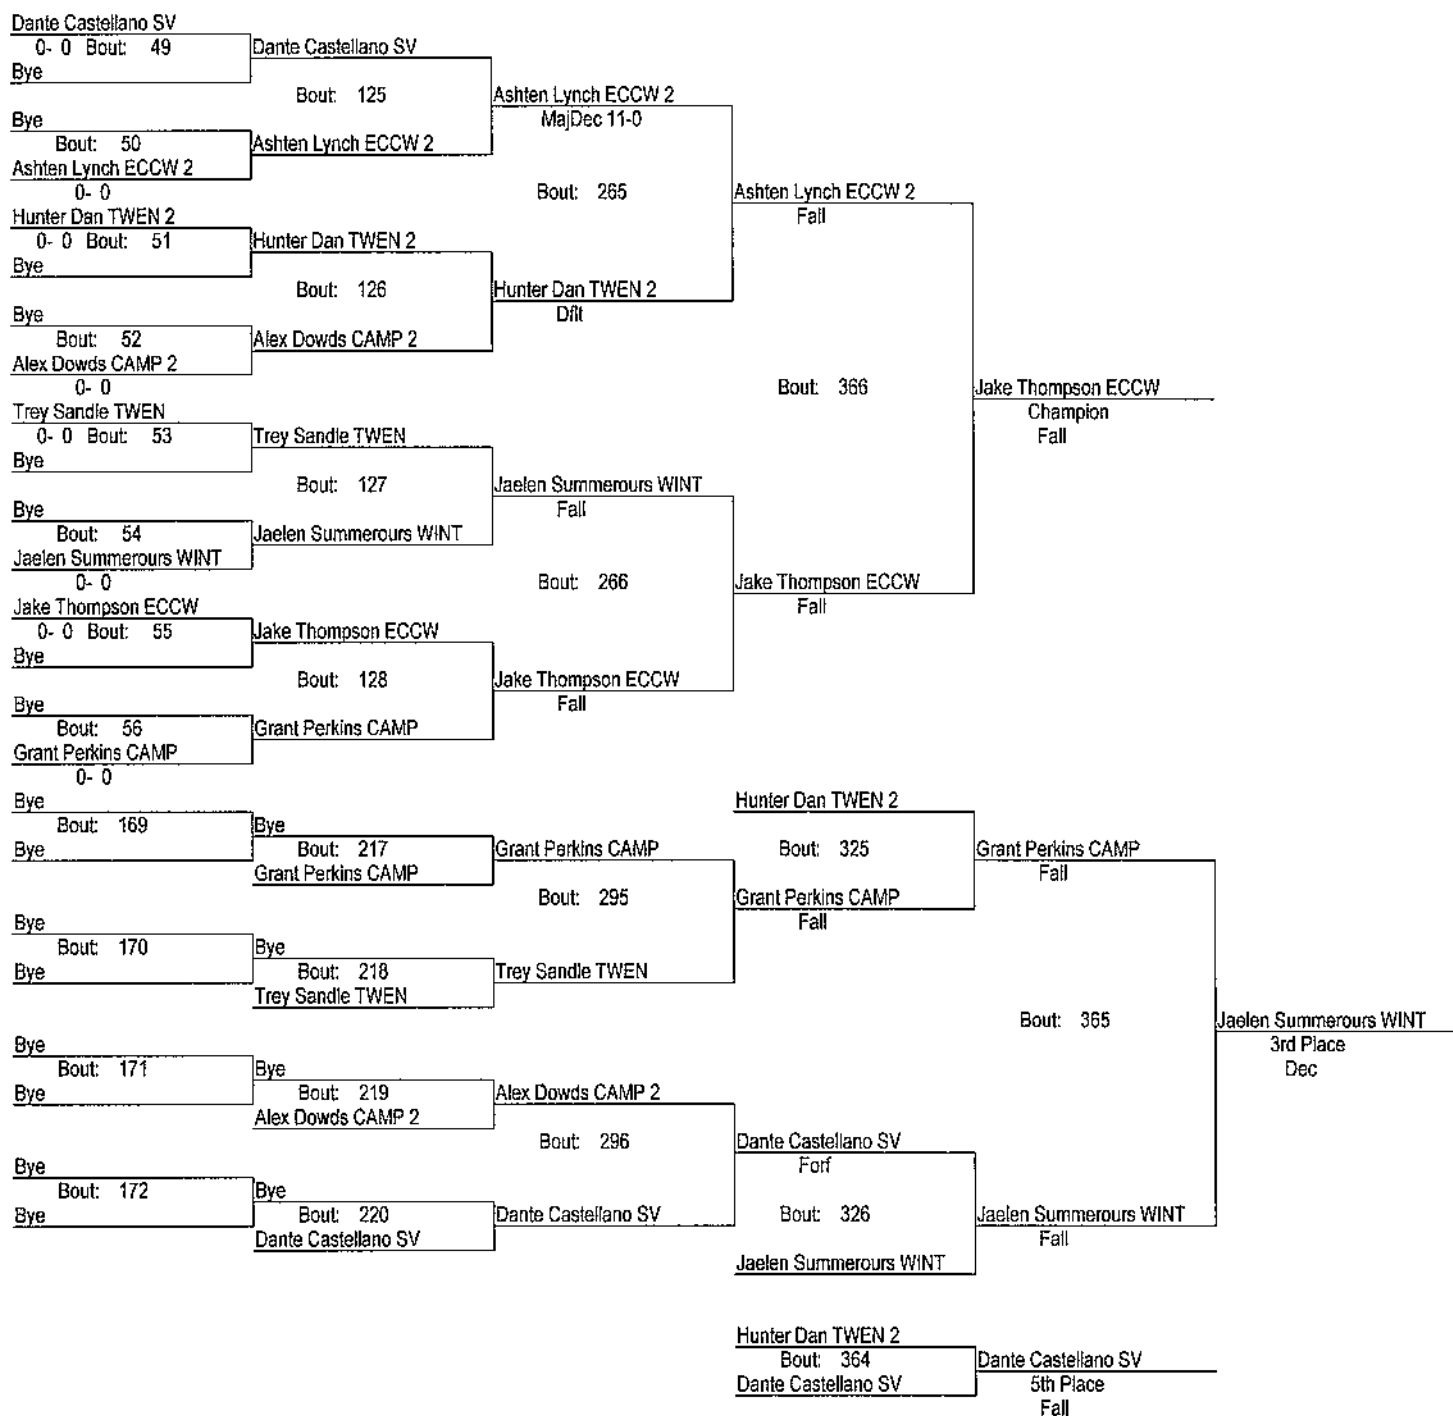 Dante Castellano SV
0- 0 Bout: 49
Bye
Dante Castellano SV
Bout: 125
Bye
Bout: 50
Ashten Lynch ECCW 2
0- 0
Ashten Lynch ECCW 2
Ashten Lynch ECCW 2
MajDec 11-0
Bout: 265
Hunter Dan TWEN 2
0- 0 Bout: 51
Bye
Hunter Dan TWEN 2
Bout: 126
Bye
Bout: 52
Alex Dowds CAMP 2
0- 0
Alex Dowds CAMP 2
Hunter Dan TWEN 2
Dflt
Ashten Lynch ECCW 2
Fall
Bout: 366
Trey Sandle TWEN
0- 0 Bout: 53
Bye
Trey Sandle TWEN
Bout: 127
Bye
Bout: 54
Jaelen Summerours WINT
0- 0
Jaelen Summerours WINT
Jaelen Summerours WINT
Fall
Bout: 266
Jake Thompson ECCW
0- 0 Bout: 55
Bye
Jake Thompson ECCW
Bout: 128
Bye
Bout: 56
Grant Perkins CAMP
0- 0
Grant Perkins CAMP
Jake Thompson ECCW
Fall
Jake Thompson ECCW
Fall
Jake Thompson ECCW
Champion
Fall
Bye
Bout: 169
Bye
Bye
Bout: 217
Grant Perkins CAMP
Grant Perkins CAMP
Bout: 295
Bye
Bout: 170
Bye
Bye
Bout: 218
Trey Sandle TWEN
Trey Sandle TWEN
Hunter Dan TWEN 2
Bout: 325
Grant Perkins CAMP
Fall
Grant Perkins CAMP
Fall
Bout: 365
Bye
Bout: 171
Bye
Bye
Bout: 219
Alex Dowds CAMP 2
Alex Dowds CAMP 2
Bout: 296
Bye
Bout: 172
Bye
Bye
Bout: 220
Dante Castellano SV
Dante Castellano SV
Dante Castellano SV
Forf
Bout: 326
Jaelen Summerours WINT
Jaelen Summerours WINT
Fall
Jaelen Summerours WINT
3rd Place
Dec
Hunter Dan TWEN 2
Bout: 364
Dante Castellano SV
Dante Castellano SV
5th Place
Fall